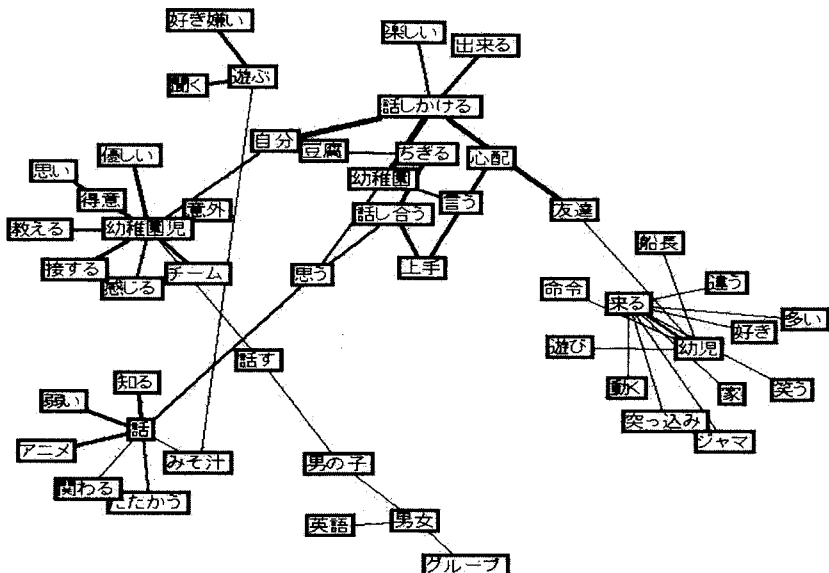 好き嫌い
楽しい
出来る
聞く
遊ぶ
話しかける
自分
豆腐
ちぎる
心配
優しい
思い
幼稚園
得意
意外
言う
友達
教える
幼稚園児
話し合う
船長
接する
感じる
チーム
思う
上手
違う
命令
来る
多い
好き
遊び
幼児
話す
動く
家
笑う
知る
弱い
突っ込み
話
ジャマ
アニメ
みそ汁
男の子
関わる
たたかう
英語
男女
グループ